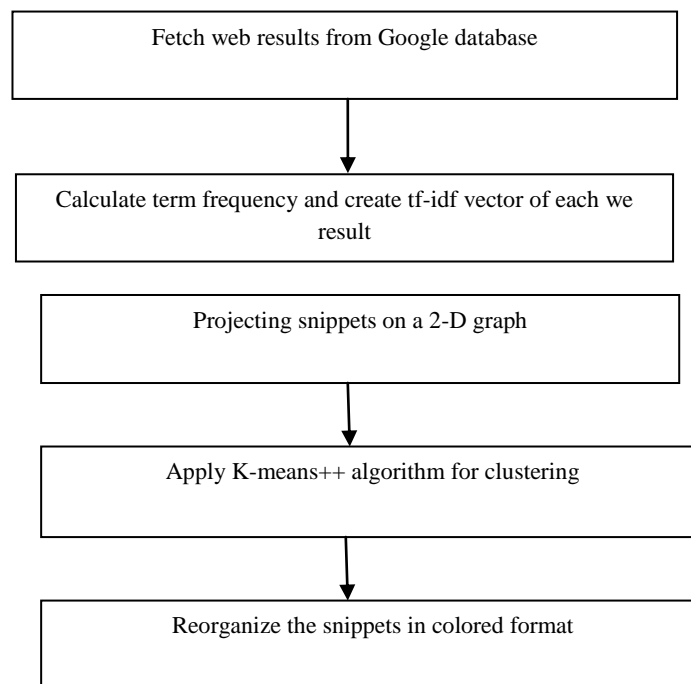 Fetch web results from Google database
Calculate term frequency and create tf-idf vector of each we
result
Projecting snippets on a 2-D graph
Apply K-means++ algorithm for clustering
Reorganize the snippets in colored format